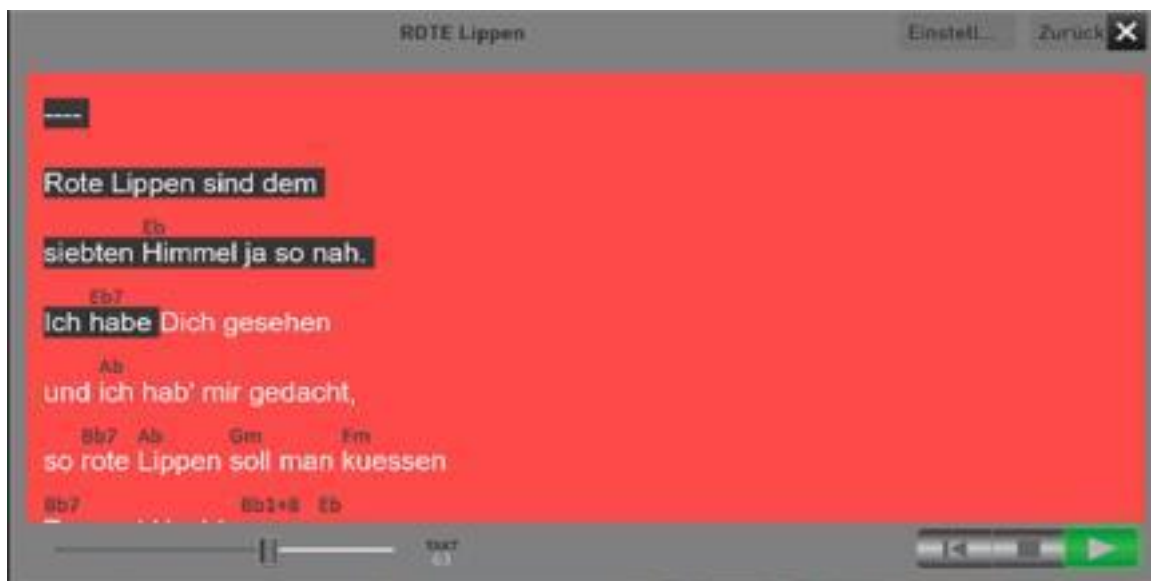 ROTE Lippen Einstell... Zurück
----
Rote Lippen sind dem
Eb
siebten Himmel ja so nah.
Eb7
Ich habe Dich gesehen
Ab
und ich hab' mir gedacht,
Bb7 Ab Gm Fm
so rote Lippen soll man kuessen
Bb7 Bb1+8 Eb
TAKT